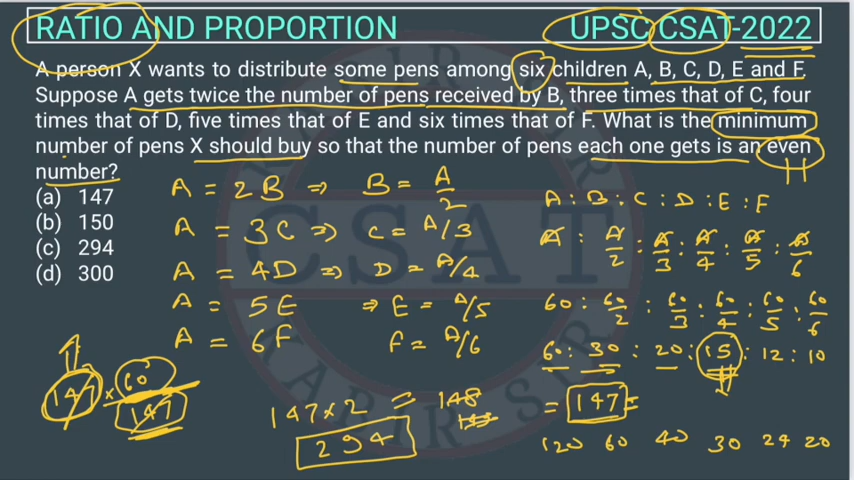 RATIO AND PROPORTION UPSC CSAT-2022
A person X wants to distribute some pens among six children A, B, C, D, E and F.
Suppose A gets twice the number of pens received by B, three times that of C, four
times that of D, five times that of E and six times that of F. What is the minimum
number of pens X should buy so that the number of pens each one gets is an even
number?
(a) 147
(b) 150
(c) 294
(d) 300
A = 2B ⇒ B = A/2
A = 3C ⇒ C = A/3
A = 4D ⇒ D = A/4
A = 5E ⇒ E = A/5
A = 6F F = A/6
A : B : C : D : E : F
A : A/2 : A/3 : A/4 : A/5 : A/6
60 : 60/2 : 60/3 : 60/4 : 60/5 : 60/6
60 : 30 : 20 : 15 : 12 : 10
= 147 =
120 60 40 30 24 20
147 × 60/147
147 × 2 = 148
294
CSAT
KARIR SIR